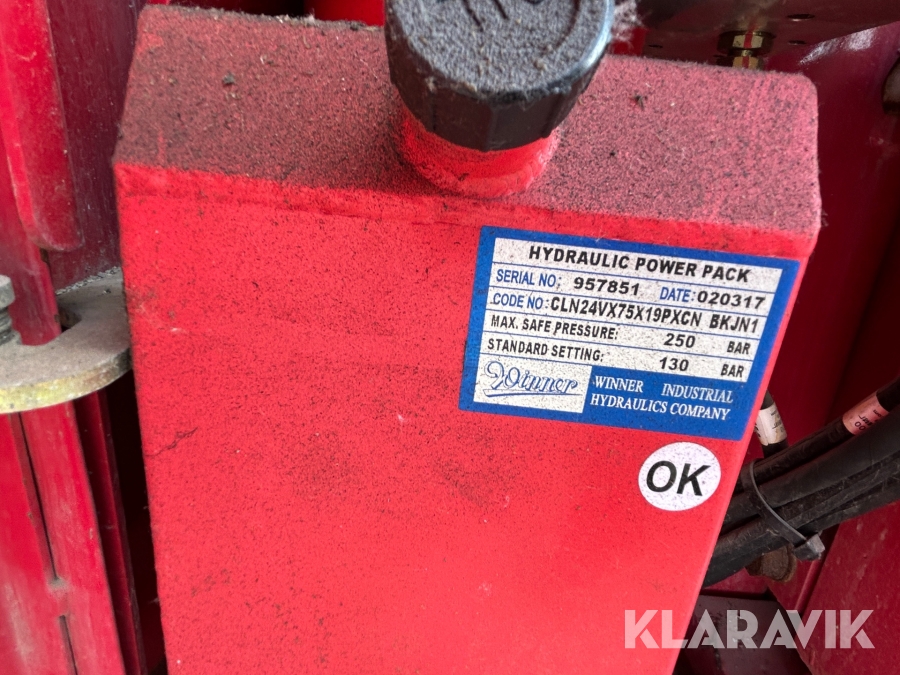 HYDRAULIC POWER PACK
SERIAL NO: 957851 DATE: 020317
CODE NO: CLN24VX75X19PXCN BKJN1
MAX. SAFE PRESSURE: 250 BAR
STANDARD SETTING: 130 BAR
Winner
WINNER INDUSTRIAL
HYDRAULICS COMPANY
OK
KLARAVIK